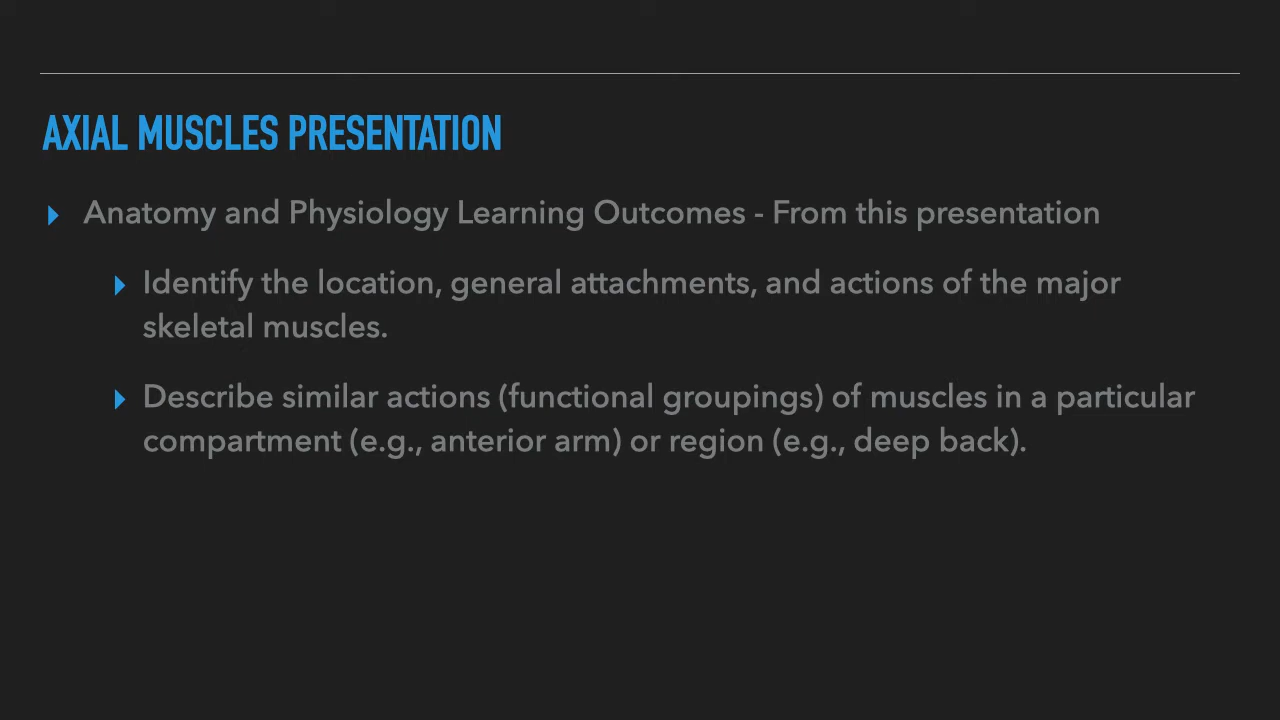 AXIAL MUSCLES PRESENTATION
Anatomy and Physiology Learning Outcomes - From this presentation
Identify the location, general attachments, and actions of the major
skeletal muscles.
Describe similar actions (functional groupings) of muscles in a particular
compartment (e.g., anterior arm) or region (e.g., deep back).